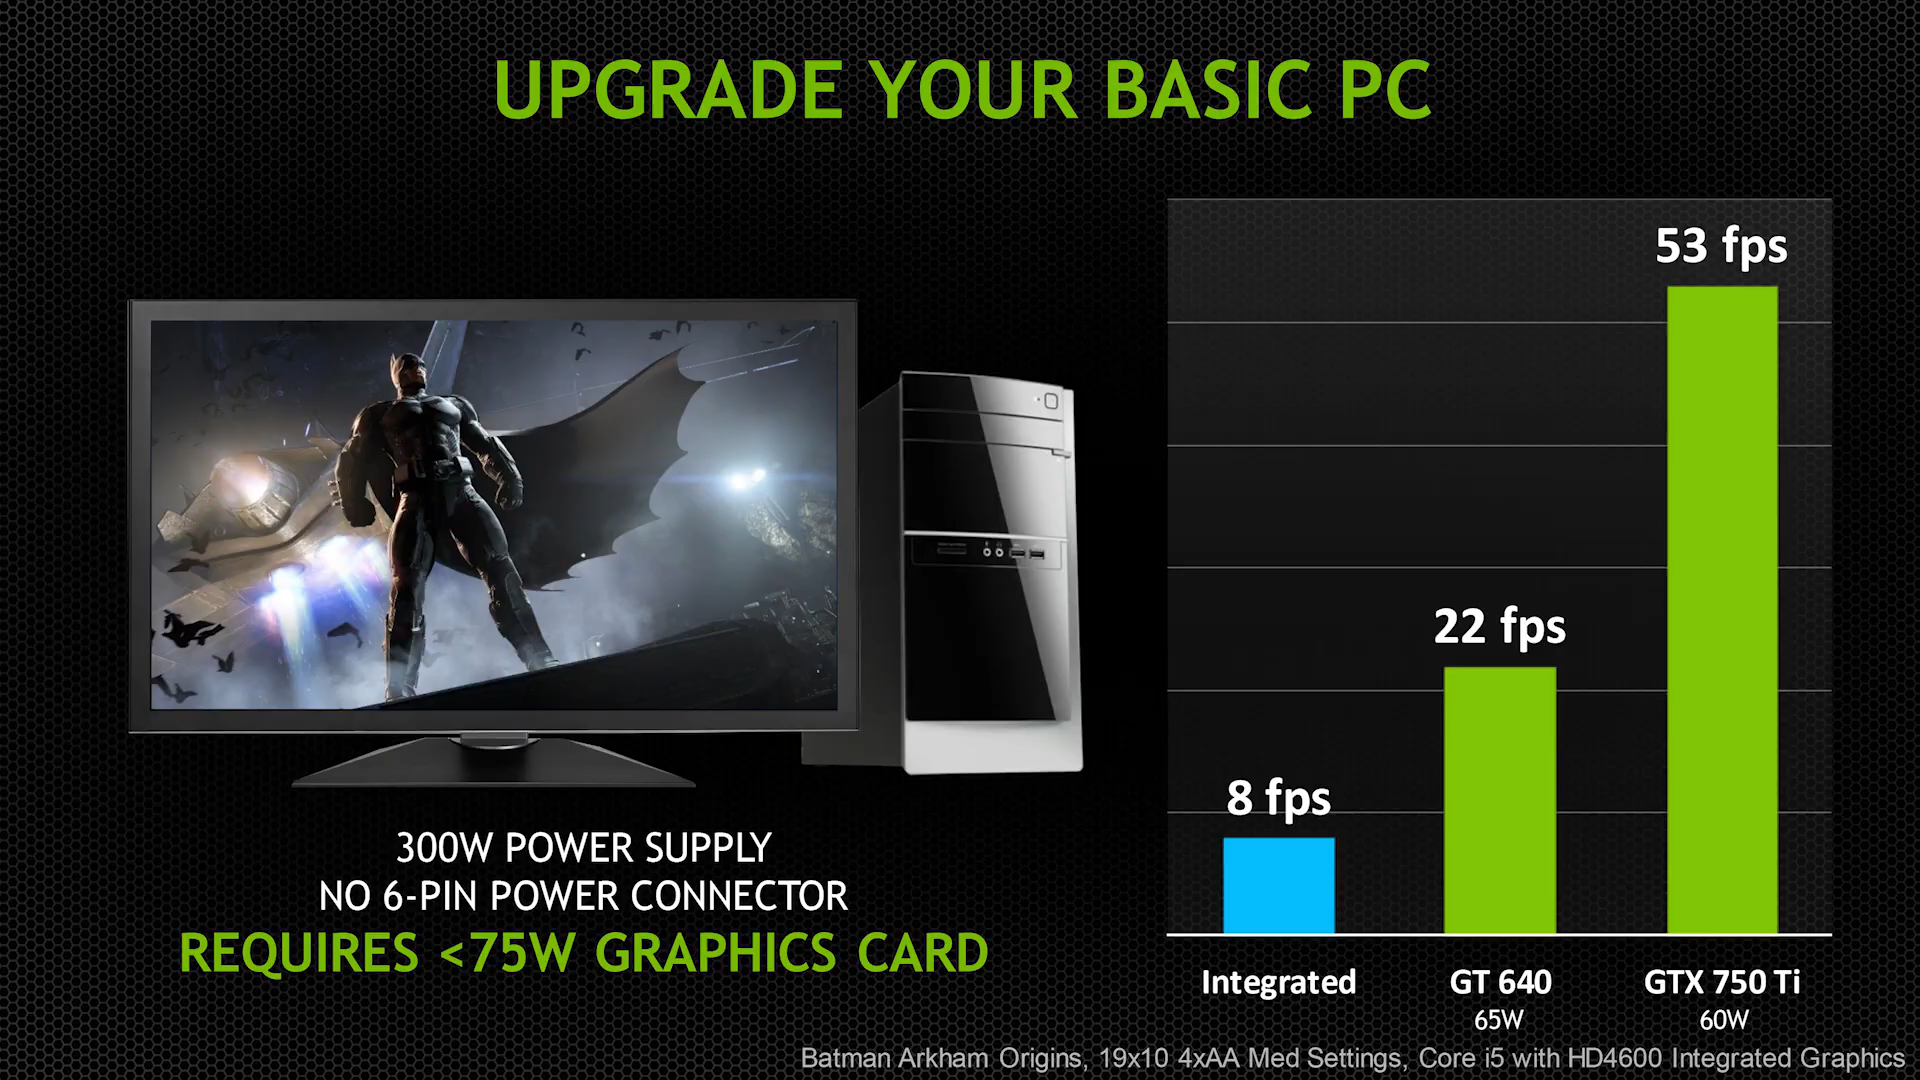 UPGRADE YOUR BASIC PC
300W POWER SUPPLY
NO 6-PIN POWER CONNECTOR
REQUIRES <75W GRAPHICS CARD
53 fps
22 fps
8 fps
Integrated
GT 640
65W
GTX 750 Ti
60W
Batman Arkham Origins, 19x10 4xAA Med Settings, Core i5 with HD4600 Integrated Graphics